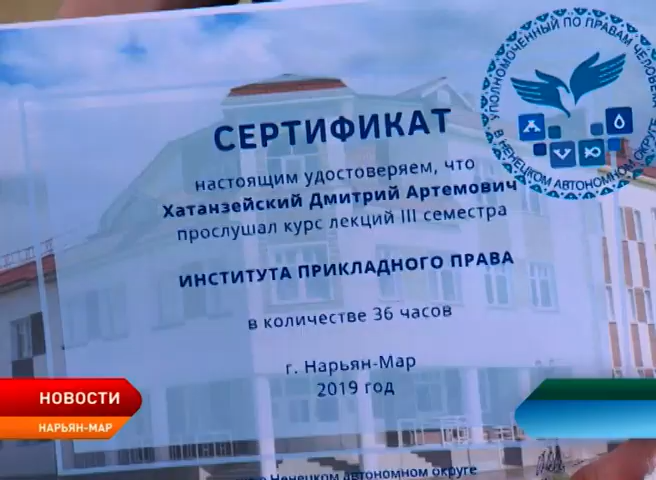 УПОЛНОМОЧЕННЫЙ ПО ПРАВАМ ЧЕЛОВЕКА
В НЕНЕЦКОМ АВТОНОМНОМ ОКРУГЕ
СЕРТИФИКАТ
настоящим удостоверяем, что
Хатанзейский Дмитрий Артемович
прослушал курс лекций III семестра
ИНСТИТУТА ПРИКЛАДНОГО ПРАВА
в количестве 36 часов
г. Нарьян-Мар
2019 год
в Ненецком автономном округе
НОВОСТИ
НАРЬЯН-МАР